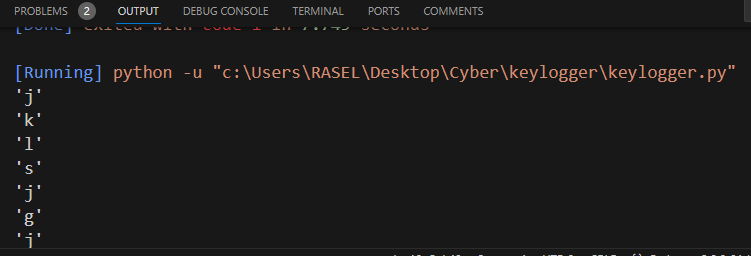 PROBLEMS 2 OUTPUT DEBUG CONSOLE TERMINAL PORTS COMMENTS
[Done] exited with code=1 in 7.745 seconds
[Running] python -u "c:\Users\RASEL\Desktop\Cyber\keylogger\keylogger.py"
'j'
'k'
'l'
's'
'j'
'g'
'j'